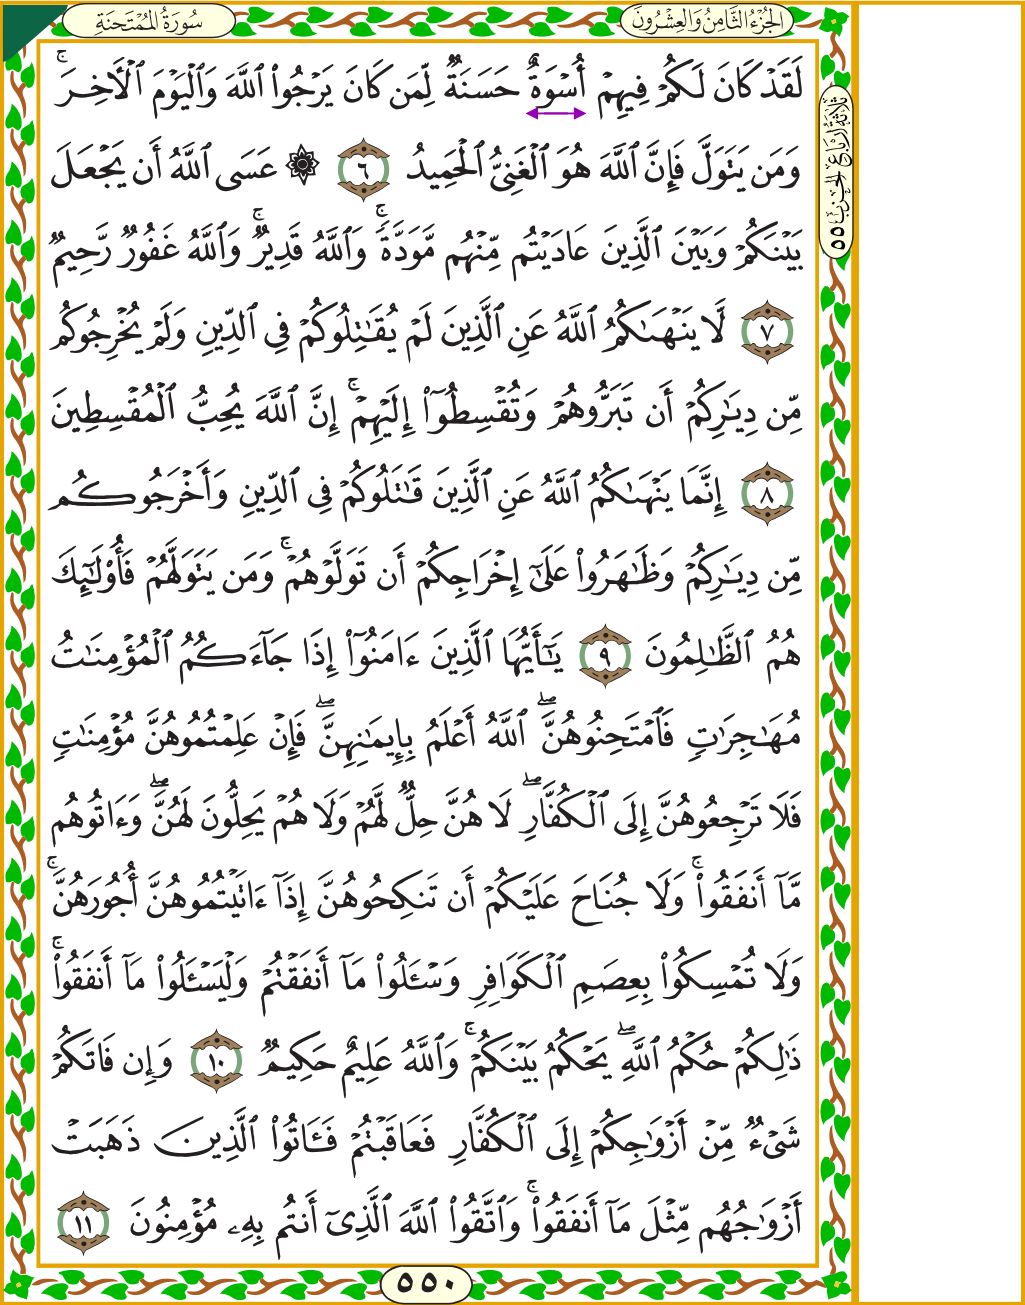 سُورَةُ المُمْتَحَنَةِ
الجُزْءُ الثَّامِنُ وَالعِشْرُونَ
ثَلَاثَةُ أَرْبَاعِ الحِزْبِ ٥٥
لَقَدْ كَانَ لَكُمْ فِيهِمْ أُسْوَةٌ حَسَنَةٌ لِّمَن كَانَ يَرْجُوا۟ ٱللَّهَ وَٱلْيَوْمَ ٱلْـَٔاخِرَ ۚ
وَمَن يَتَوَلَّ فَإِنَّ ٱللَّهَ هُوَ ٱلْغَنِىُّ ٱلْحَمِيدُ ٦ ۞ عَسَى ٱللَّهُ أَن يَجْعَلَ
بَيْنَكُمْ وَبَيْنَ ٱلَّذِينَ عَادَيْتُم مِّنْهُم مَّوَدَّةً ۚ وَٱللَّهُ قَدِيرٌ ۚ وَٱللَّهُ غَفُورٌ رَّحِيمٌ
٧ لَّا يَنْهَىٰكُمُ ٱللَّهُ عَنِ ٱلَّذِينَ لَمْ يُقَـٰتِلُوكُمْ فِى ٱلدِّينِ وَلَمْ يُخْرِجُوكُم
مِّن دِيَـٰرِكُمْ أَن تَبَرُّوهُمْ وَتُقْسِطُوٓا۟ إِلَيْهِمْ ۚ إِنَّ ٱللَّهَ يُحِبُّ ٱلْمُقْسِطِينَ
٨ إِنَّمَا يَنْهَىٰكُمُ ٱللَّهُ عَنِ ٱلَّذِينَ قَـٰتَلُوكُمْ فِى ٱلدِّينِ وَأَخْرَجُوكُم
مِّن دِيَـٰرِكُمْ وَظَـٰهَرُوا۟ عَلَىٰٓ إِخْرَاجِكُمْ أَن تَوَلَّوْهُمْ ۚ وَمَن يَتَوَلَّهُمْ فَأُو۟لَـٰٓئِكَ
هُمُ ٱلظَّـٰلِمُونَ ٩ يَـٰٓأَيُّهَا ٱلَّذِينَ ءَامَنُوٓا۟ إِذَا جَآءَكُمُ ٱلْمُؤْمِنَـٰتُ
مُهَـٰجِرَٰتٍ فَٱمْتَحِنُوهُنَّ ۖ ٱللَّهُ أَعْلَمُ بِإِيمَـٰنِهِنَّ ۖ فَإِنْ عَلِمْتُمُوهُنَّ مُؤْمِنَـٰتٍ
فَلَا تَرْجِعُوهُنَّ إِلَى ٱلْكُفَّارِ ۖ لَا هُنَّ حِلٌّ لَّهُمْ وَلَا هُمْ يَحِلُّونَ لَهُنَّ ۖ وَءَاتُوهُم
مَّآ أَنفَقُوا۟ ۚ وَلَا جُنَاحَ عَلَيْكُمْ أَن تَنكِحُوهُنَّ إِذَآ ءَاتَيْتُمُوهُنَّ أُجُورَهُنَّ ۚ
وَلَا تُمْسِكُوا۟ بِعِصَمِ ٱلْكَوَافِرِ وَسْـَٔلُوا۟ مَآ أَنفَقْتُمْ وَلْيَسْـَٔلُوا۟ مَآ أَنفَقُوا۟ ۚ
ذَٰلِكُمْ حُكْمُ ٱللَّهِ ۖ يَحْكُمُ بَيْنَكُمْ ۚ وَٱللَّهُ عَلِيمٌ حَكِيمٌ ١٠ وَإِن فَاتَكُمْ
شَىْءٌ مِّنْ أَزْوَٰجِكُمْ إِلَى ٱلْكُفَّارِ فَعَاقَبْتُمْ فَـَٔاتُوا۟ ٱلَّذِينَ ذَهَبَتْ
أَزْوَٰجُهُم مِّثْلَ مَآ أَنفَقُوا۟ ۚ وَٱتَّقُوا۟ ٱللَّهَ ٱلَّذِىٓ أَنتُم بِهِۦ مُؤْمِنُونَ ١١
٥٥٠